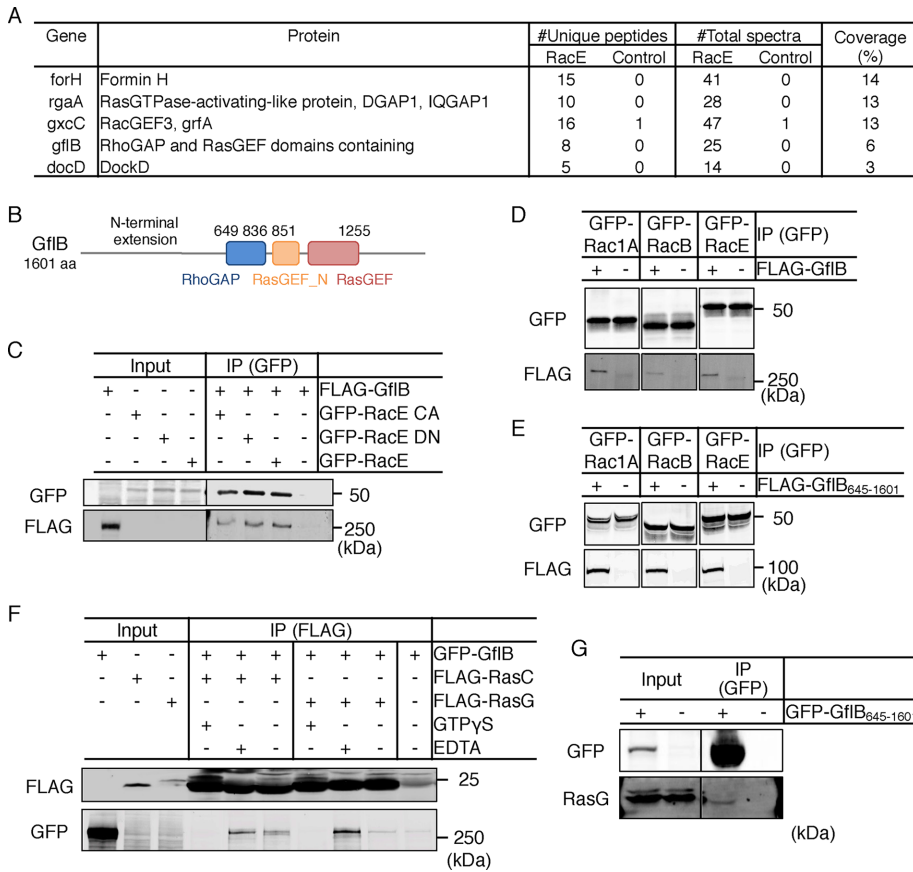 A
Gene Protein #Unique peptides #Total spectra Coverage (%)
RacE Control RacE Control
forH Formin H 15 0 41 0 14
rgaA RasGTPase-activating-like protein, DGAP1, IQGAP1 10 0 28 0 13
gxcC RacGEF3, grfA 16 1 47 1 13
gflB RhoGAP and RasGEF domains containing 8 0 25 0 6
docD DockD 5 0 14 0 3
B
N-terminal extension
649 836 851 1255
GflB
1601 aa
RhoGAP RasGEF_N RasGEF
C
Input IP (GFP)
+ - - - + + + + FLAG-GflB
- + - - + - - - GFP-RacE CA
- - + - - + - - GFP-RacE DN
- - - + - - + - GFP-RacE
GFP 50
FLAG 250
(kDa)
D
GFP-Rac1A GFP-RacB GFP-RacE IP (GFP)
+ - + - + - FLAG-GflB
GFP 50
FLAG 250
(kDa)
E
GFP-Rac1A GFP-RacB GFP-RacE IP (GFP)
+ - + - + - FLAG-GflB645-1601
GFP 50
FLAG 100
(kDa)
F
Input IP (FLAG)
+ - - + + + + + + + GFP-GflB
- + - + + + - - - - FLAG-RasC
- - + - - - + + + - FLAG-RasG
- - - + - - + - - - GTPγS
- - - - + - - + - - EDTA
FLAG 25
GFP 250
(kDa)
G
Input IP (GFP)
+ - + - GFP-GflB645-1601
GFP
RasG
(kDa)